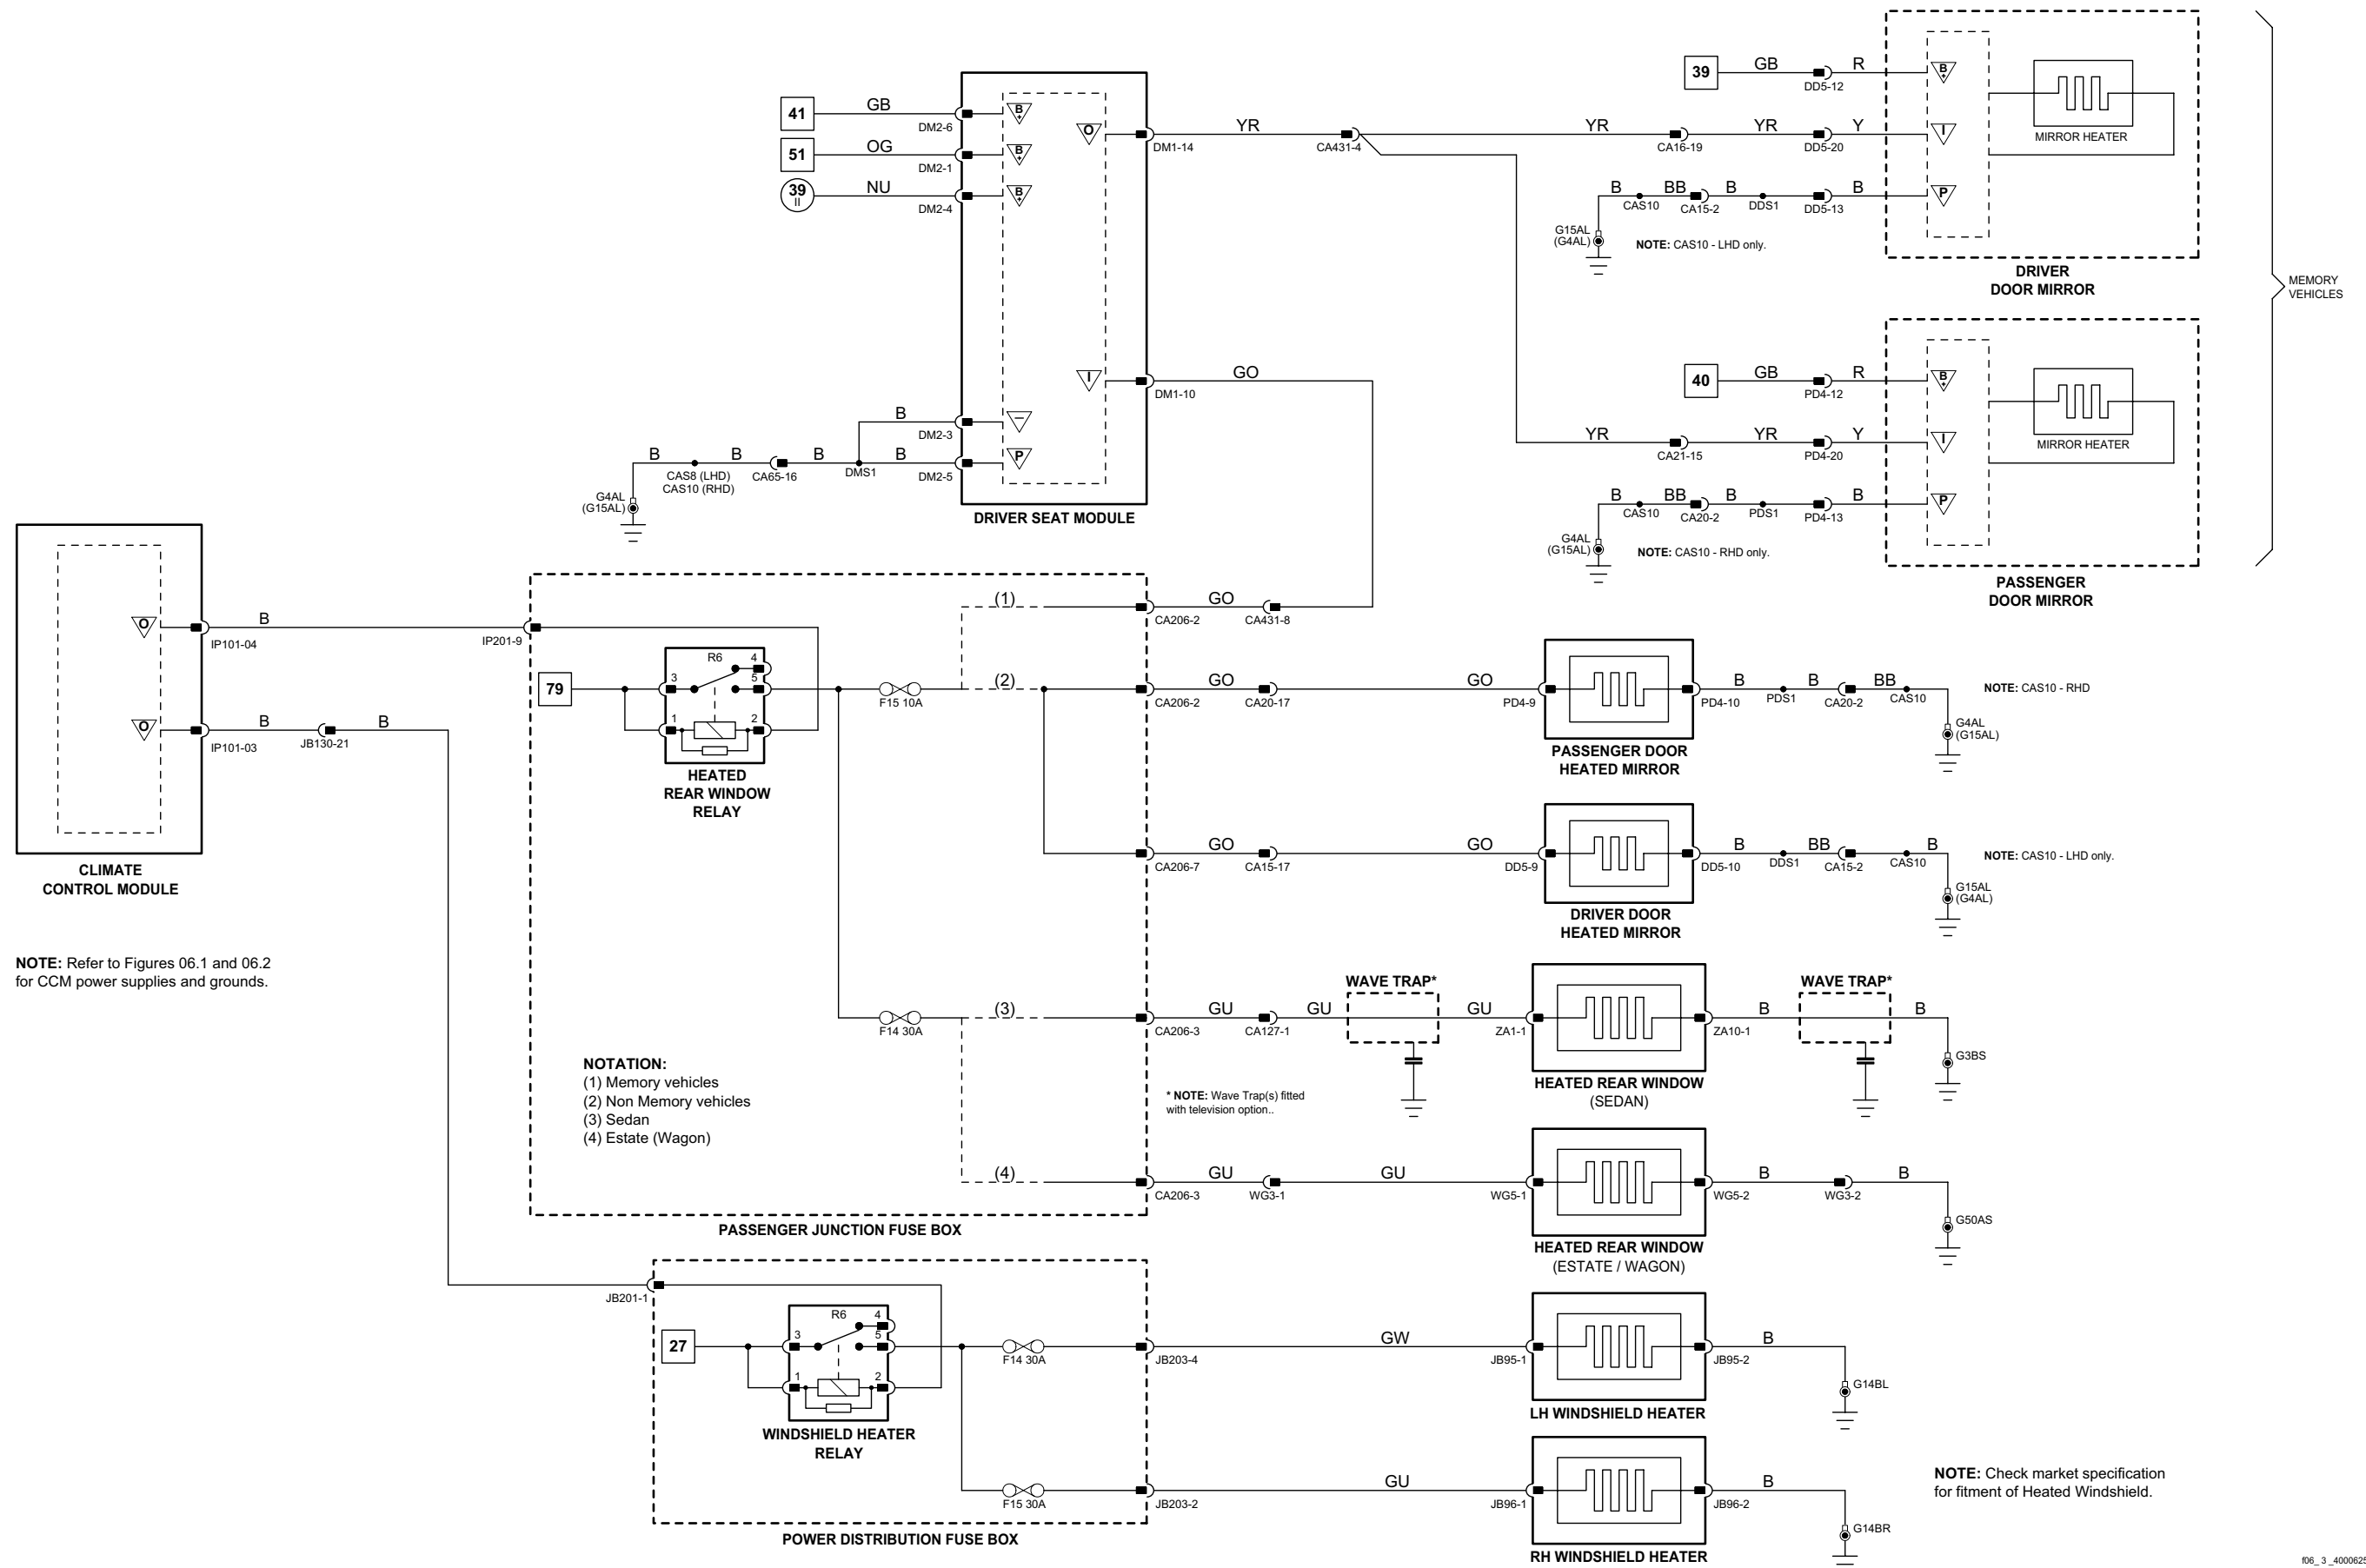 41
GB
DM2-6
B
+
51
OG
DM2-1
B
+
39
II
NU
DM2-4
B
+
O
DM1-14
YR
CA431-4
YR
CA16-19
YR
DD5-20
Y
I
39
GB
DD5-12
R
B
+
MIRROR HEATER
B
CAS10
BB
CA15-2
B
DDS1
DD5-13
B
P
G15AL
(G4AL)
NOTE: CAS10 - LHD only.
DRIVER
DOOR MIRROR
MEMORY
VEHICLES
I
DM1-10
GO
B
DM2-3
–
B
CAS8 (LHD)
CAS10 (RHD)
B
CA65-16
B
DMS1
B
DM2-5
P
G4AL
(G15AL)
DRIVER SEAT MODULE
40
GB
PD4-12
R
B
+
MIRROR HEATER
YR
CA21-15
YR
PD4-20
Y
I
B
CAS10
BB
CA20-2
B
PDS1
PD4-13
B
P
G4AL
(G15AL)
NOTE: CAS10 - RHD only.
PASSENGER
DOOR MIRROR
O
IP101-04
B
IP201-9
O
IP101-03
B
JB130-21
B
CLIMATE
CONTROL MODULE
NOTE: Refer to Figures 06.1 and 06.2
for CCM power supplies and grounds.
79
R6
3
4
5
1
2
HEATED
REAR WINDOW
RELAY
F15 10A
(1)
CA206-2
GO
CA431-8
(2)
CA206-2
GO
CA20-17
GO
PD4-9
PD4-10
B
PDS1
B
CA20-2
BB
CAS10
G4AL
(G15AL)
NOTE: CAS10 - RHD
PASSENGER DOOR
HEATED MIRROR
CA206-7
GO
CA15-17
GO
DD5-9
DD5-10
B
DDS1
BB
CA15-2
CAS10
B
G15AL
(G4AL)
NOTE: CAS10 - LHD only.
DRIVER DOOR
HEATED MIRROR
F14 30A
(3)
CA206-3
GU
CA127-1
GU
WAVE TRAP*
GU
ZA1-1
ZA10-1
B
WAVE TRAP*
B
G3BS
HEATED REAR WINDOW
(SEDAN)
* NOTE: Wave Trap(s) fitted
with television option..
NOTATION:
(1) Memory vehicles
(2) Non Memory vehicles
(3) Sedan
(4) Estate (Wagon)
(4)
CA206-3
GU
WG3-1
GU
WG5-1
WG5-2
B
WG3-2
B
G50AS
HEATED REAR WINDOW
(ESTATE / WAGON)
PASSENGER JUNCTION FUSE BOX
JB201-1
27
R6
3
4
5
1
2
WINDSHIELD HEATER
RELAY
F14 30A
JB203-4
GW
JB95-1
JB95-2
B
G14BL
LH WINDSHIELD HEATER
F15 30A
JB203-2
GU
JB96-1
JB96-2
B
G14BR
RH WINDSHIELD HEATER
POWER DISTRIBUTION FUSE BOX
NOTE: Check market specification
for fitment of Heated Windshield.